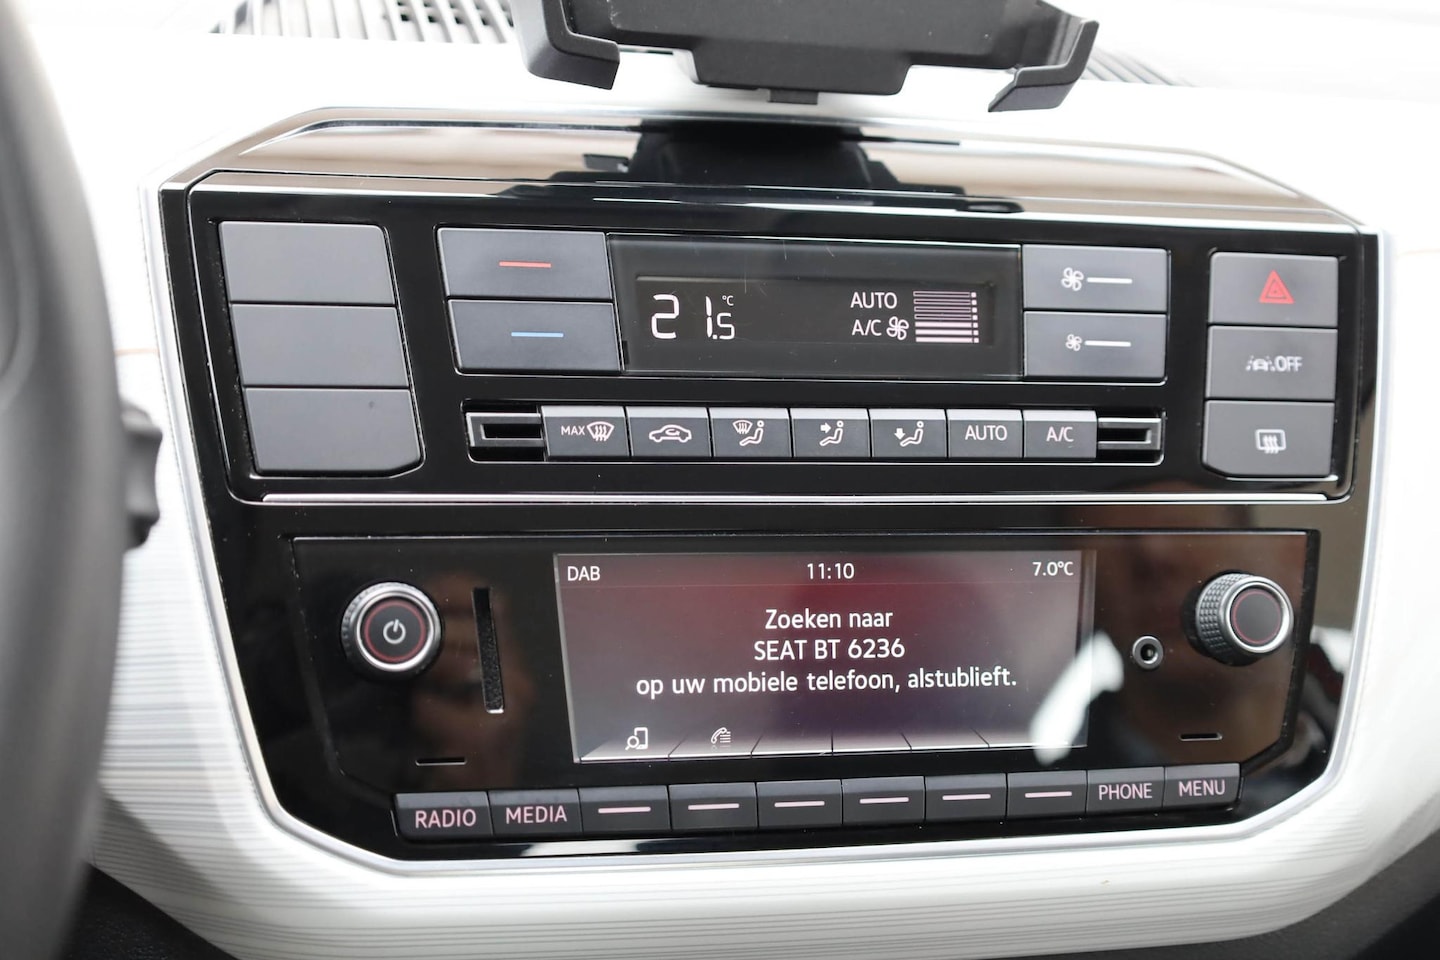 21.5 °C
AUTO
A/C
OFF
MAX
AUTO
A/C
DAB 11:10 7.0°C
Zoeken naar
SEAT BT 6236
op uw mobiele telefoon, alstublieft.
RADIO MEDIA PHONE MENU